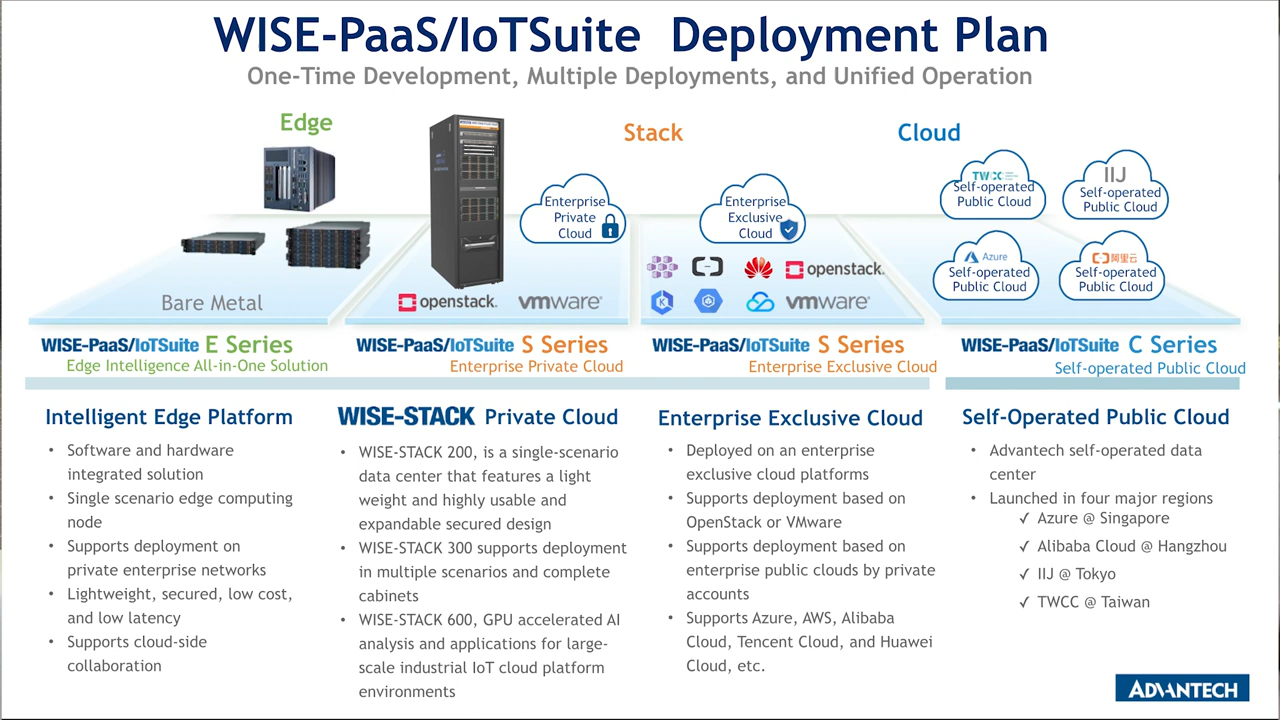 WISE-PaaS/IoTSuite Deployment Plan
One-Time Development, Multiple Deployments, and Unified Operation
Edge
Stack
Cloud
Enterprise
Private
Cloud
Enterprise
Exclusive
Cloud
TWCC
Self-operated
Public Cloud
IIJ
Self-operated
Public Cloud
Azure
Self-operated
Public Cloud
阿里云
Self-operated
Public Cloud
Bare Metal
openstack.
vmware®
openstack.
vmware®
WISE-PaaS/IoTSuite E Series
Edge Intelligence All-in-One Solution
WISE-PaaS/IoTSuite S Series
Enterprise Private Cloud
WISE-PaaS/IoTSuite S Series
Enterprise Exclusive Cloud
WISE-PaaS/IoTSuite C Series
Self-operated Public Cloud
Intelligent Edge Platform
• Software and hardware
integrated solution
• Single scenario edge computing
node
• Supports deployment on
private enterprise networks
• Lightweight, secured, low cost,
and low latency
• Supports cloud-side
collaboration
WISE-STACK Private Cloud
• WISE-STACK 200, is a single-scenario
data center that features a light
weight and highly usable and
expandable secured design
• WISE-STACK 300 supports deployment
in multiple scenarios and complete
cabinets
• WISE-STACK 600, GPU accelerated AI
analysis and applications for large-
scale industrial IoT cloud platform
environments
Enterprise Exclusive Cloud
• Deployed on an enterprise
exclusive cloud platforms
• Supports deployment based on
OpenStack or VMware
• Supports deployment based on
enterprise public clouds by private
accounts
• Supports Azure, AWS, Alibaba
Cloud, Tencent Cloud, and Huawei
Cloud, etc.
Self-Operated Public Cloud
• Advantech self-operated data
center
• Launched in four major regions
✓ Azure @ Singapore
✓ Alibaba Cloud @ Hangzhou
✓ IIJ @ Tokyo
✓ TWCC @ Taiwan
ADVANTECH